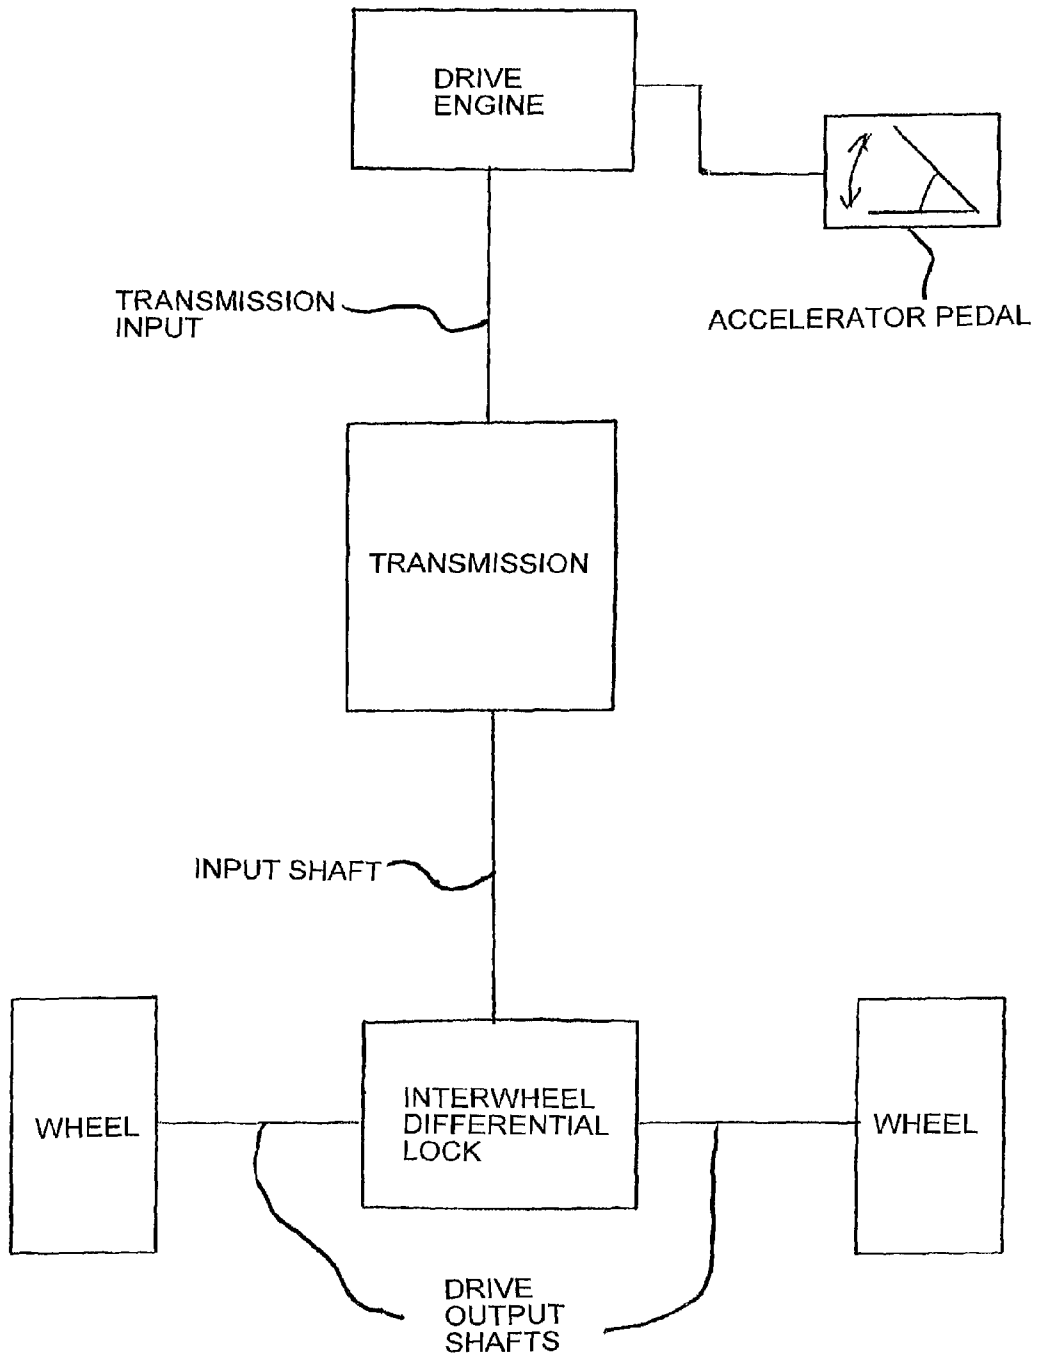 DRIVE
ENGINE
TRANSMISSION
INPUT
ACCELERATOR PEDAL
TRANSMISSION
INPUT SHAFT
WHEEL
INTERWHEEL
DIFFERENTIAL
LOCK
WHEEL
DRIVE
OUTPUT
SHAFTS